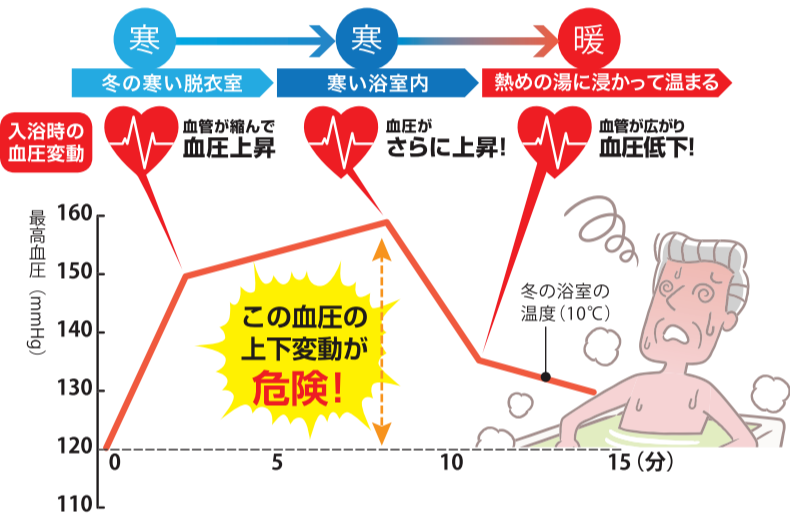 寒
寒
暖
冬の寒い脱衣室
寒い浴室内
熱めの湯に浸かって温まる
入浴時の
血圧変動
血管が縮んで
血圧上昇
血圧が
さらに上昇!
血管が広がり
血圧低下!
最高血圧(mmHg)
160
150
140
130
120
110
この血圧の
上下変動が
危険!
冬の浴室の
温度(10℃)
0
5
10
15(分)